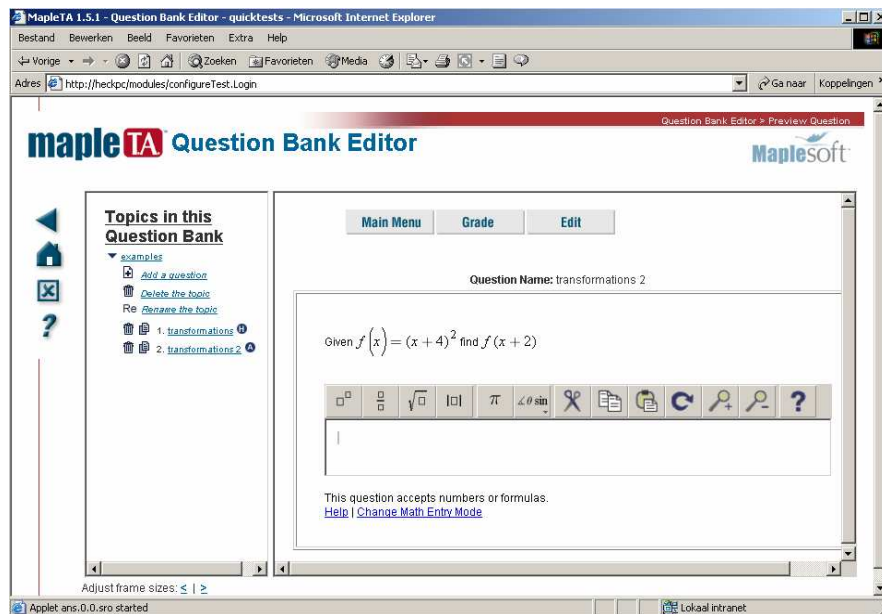 MapleTA 1.5.1 - Question Bank Editor - quicktests - Microsoft Internet Explorer
Bestand Bewerken Beeld Favorieten Extra Help
Vorige Zoeken Favorieten Media
Adres http://heckpc/modules/configureTest.Login Ga naar Koppelingen
Question Bank Editor > Preview Question
maple TA Question Bank Editor
Maplesoft
Topics in this
Question Bank
examples
Add a question
Delete the topic
Re Rename the topic
1. transformations H
2. transformations 2 A
Main Menu Grade Edit
Question Name: transformations 2
Given f(x) = (x + 4)² find f(x + 2)
π ∠θ sin ?
This question accepts numbers or formulas.
Help | Change Math Entry Mode
Adjust frame sizes: < | >
Applet ans.0.0.sro started Lokaal intranet